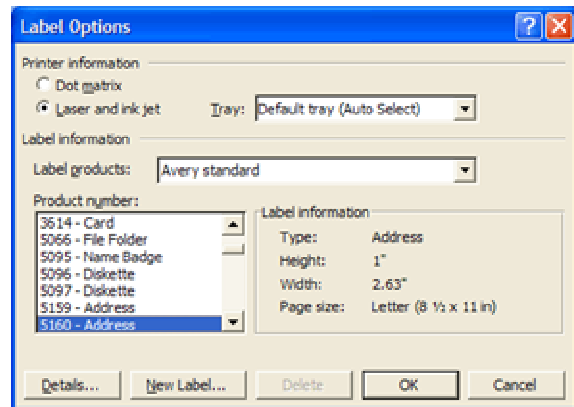 Label Options
Printer information
Dot matrix
Laser and ink jet Tray: Default tray (Auto Select)
Label information
Label products: Avery standard
Product number:
3614 - Card
5066 - File Folder
5095 - Name Badge
5096 - Diskette
5097 - Diskette
5159 - Address
5160 - Address
Label information
Type: Address
Height: 1"
Width: 2.63"
Page size: Letter (8 ½ x 11 in)
Details... New Label... Delete OK Cancel